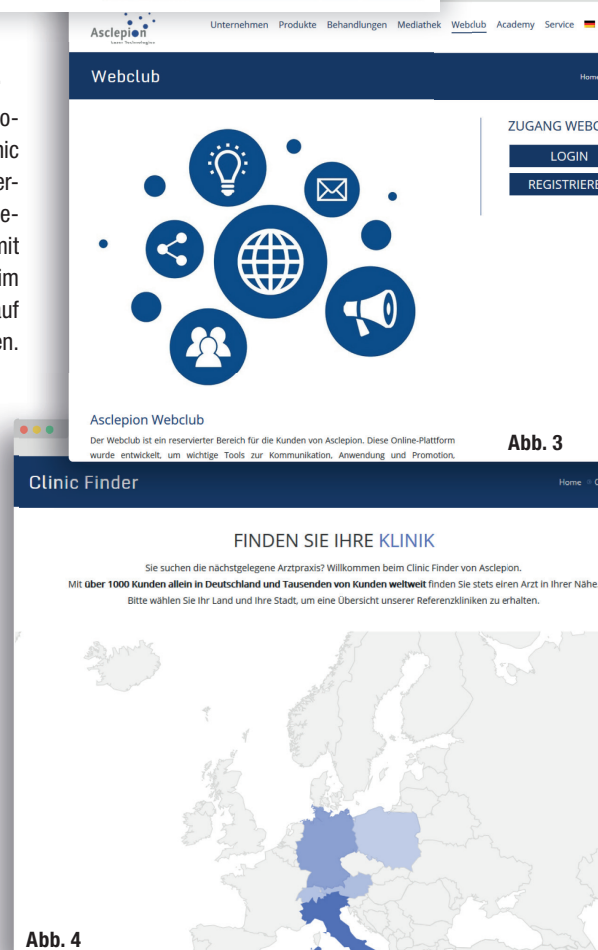 o-
nic
er-
e-
mit
im
auf
en.
Asclepion
Laser Technologies
Unternehmen Produkte Behandlungen Mediathek Webclub Academy Service
Webclub
Home
ZUGANG WEBC
LOGIN
REGISTRIERE
Asclepion Webclub
Der Webclub ist ein reservierter Bereich für die Kunden von Asclepion. Diese Online-Plattform
wurde entwickelt, um wichtige Tools zur Kommunikation, Anwendung und Promotion,
Abb. 3
Clinic Finder
Home
FINDEN SIE IHRE KLINIK
Sie suchen die nächstgelegene Arztpraxis? Willkommen beim Clinic Finder von Asclepion.
Mit über 1000 Kunden allein in Deutschland und Tausenden von Kunden weltweit finden Sie stets einen Arzt in Ihrer Nähe.
Bitte wählen Sie Ihr Land und Ihre Stadt, um eine Übersicht unserer Referenzkliniken zu erhalten.
Abb. 4